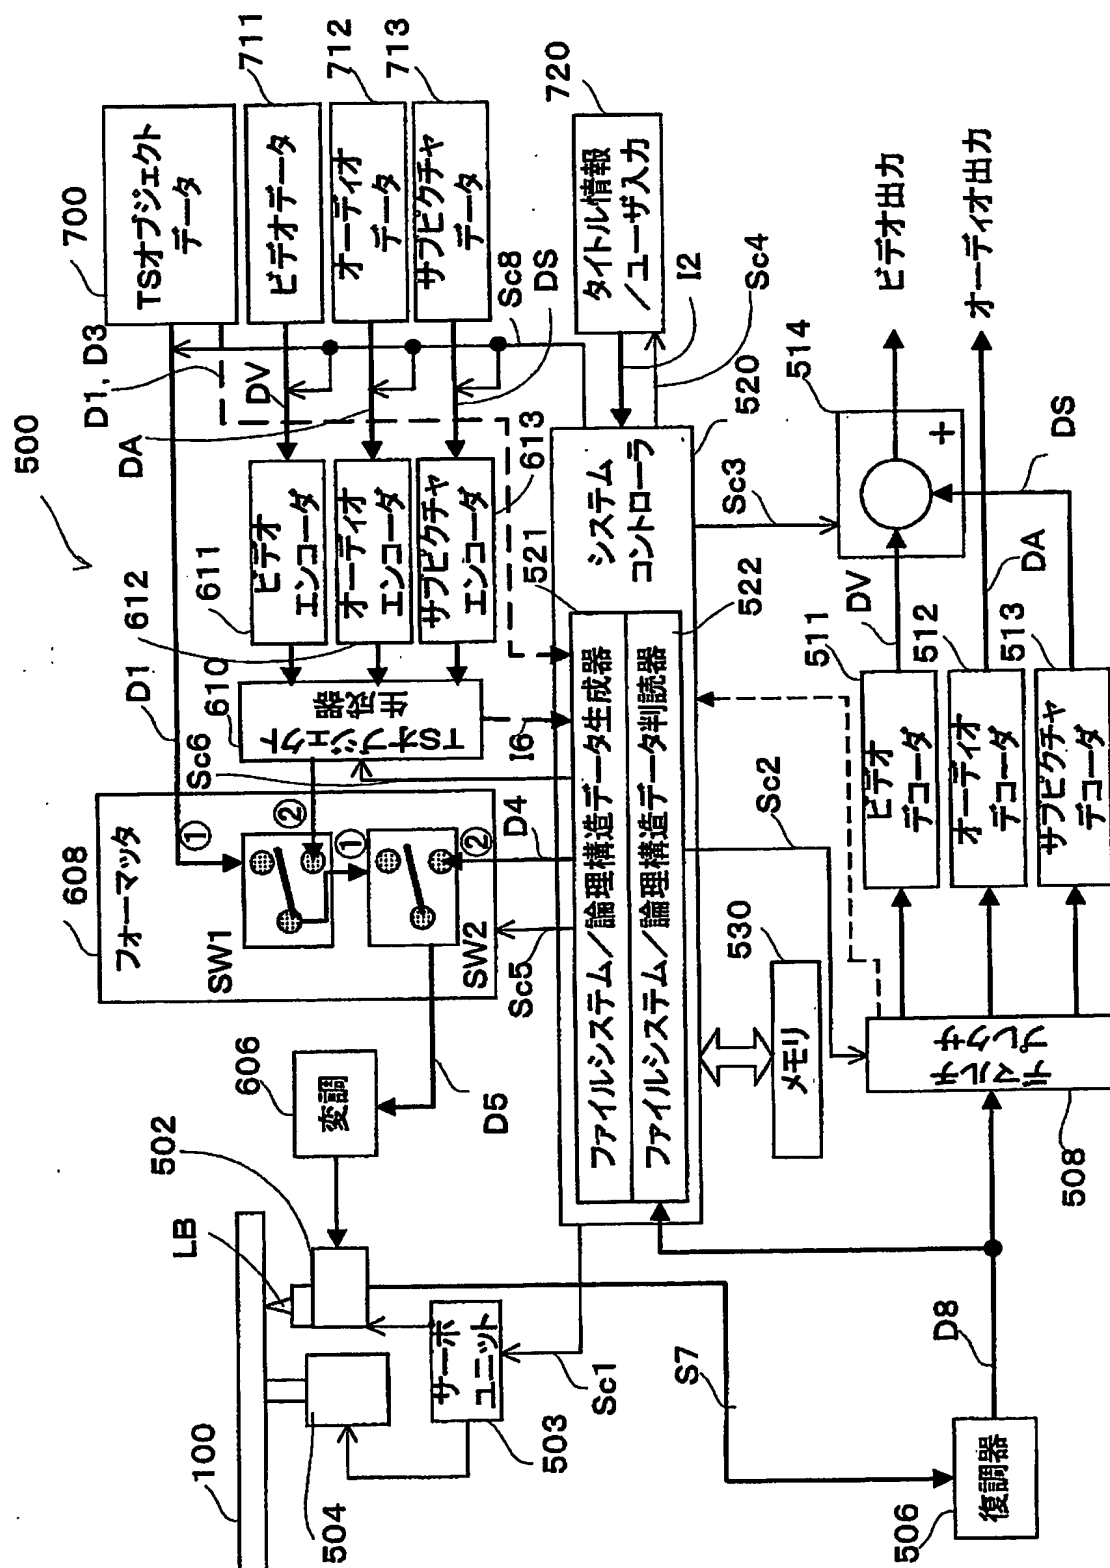 500
100
LB
502
504
サーボ
ユニット
503
Sc1
606
変調
D5
608
フォーマッタ
①
SW1
②
①
②
SW2
Sc5
D4
D1
610
TSオブジェクト
生成器
Sc6
I6
611
612
613
ビデオ
エンコーダ
オーディオ
エンコーダ
サブピクチャ
エンコーダ
DA
DV
D1, D3
700
TSオブジェクト
データ
711
ビデオデータ
712
オーディオ
データ
713
サブピクチャ
データ
Sc8
DS
720
タイトル情報
/ユーザ入力
I2
Sc4
520
システム
コントローラ
521
ファイルシステム/論理構造データ生成器
522
ファイルシステム/論理構造データ判読器
530
メモリ
Sc2
Sc3
S7
506
復調器
D8
508
デマルチ
プレクサ
511
ビデオ
デコーダ
512
オーディオ
デコーダ
513
サブピクチャ
デコーダ
DV
DA
DS
514
+
ビデオ出力
オーディオ出力